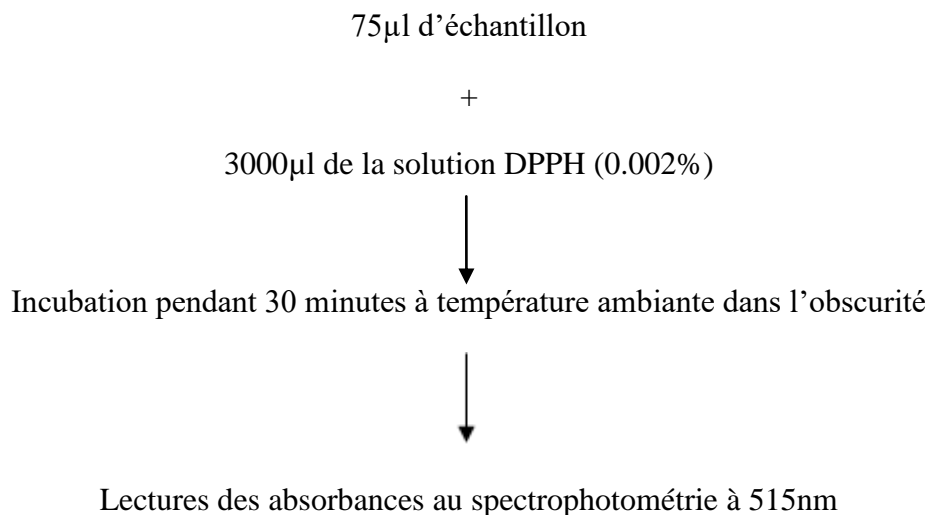 75µl d’échantillon
+
3000µl de la solution DPPH (0.002%)
Incubation pendant 30 minutes à température ambiante dans l’obscurité
Lectures des absorbances au spectrophotométrie à 515nm